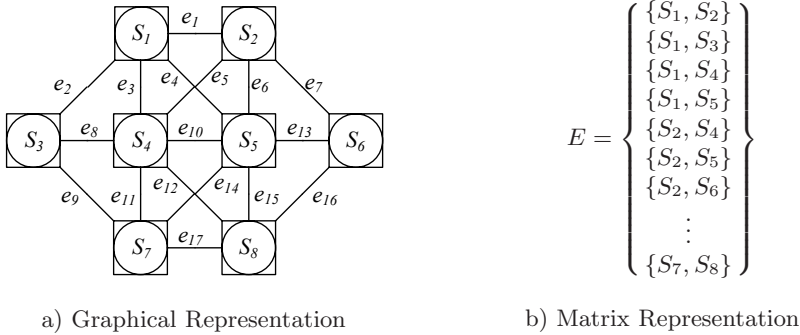 e1
S1 S2
e2 e3 e4 e5 e6 e7
S3 e8 S4 e10 S5 e13 S6
e9 e11 e12 e14 e15 e16
S7 e17 S8
E = { {S1, S2}
{S1, S3}
{S1, S4}
{S1, S5}
{S2, S4}
{S2, S5}
{S2, S6}
⋮
{S7, S8} }
a) Graphical Representation
b) Matrix Representation